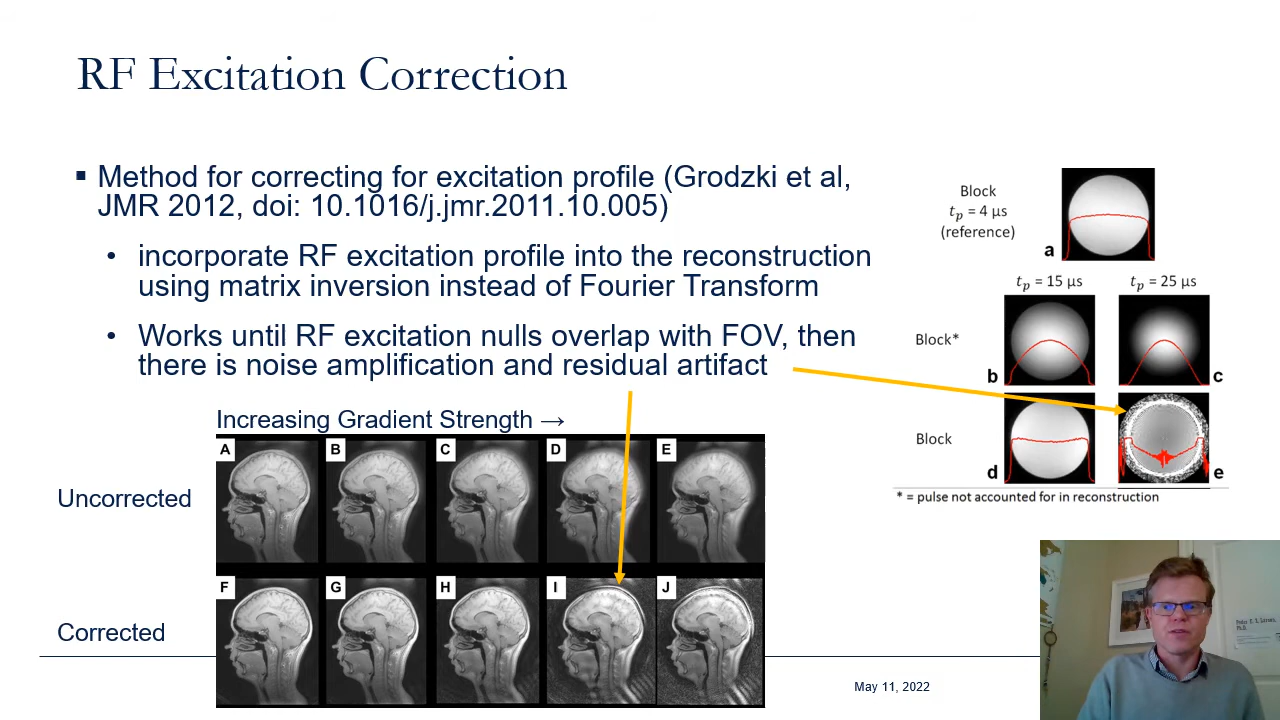 RF Excitation Correction
▪ Method for correcting for excitation profile (Grodzki et al,
JMR 2012, doi: 10.1016/j.jmr.2011.10.005)
• incorporate RF excitation profile into the reconstruction
using matrix inversion instead of Fourier Transform
• Works until RF excitation nulls overlap with FOV, then
there is noise amplification and residual artifact
Increasing Gradient Strength →
A B C D E
Uncorrected
F G H I J
Corrected
Block
tp = 4 µs
(reference)
a
tp = 15 µs tp = 25 µs
Block*
b c
Block
d e
* = pulse not accounted for in reconstruction
May 11, 2022